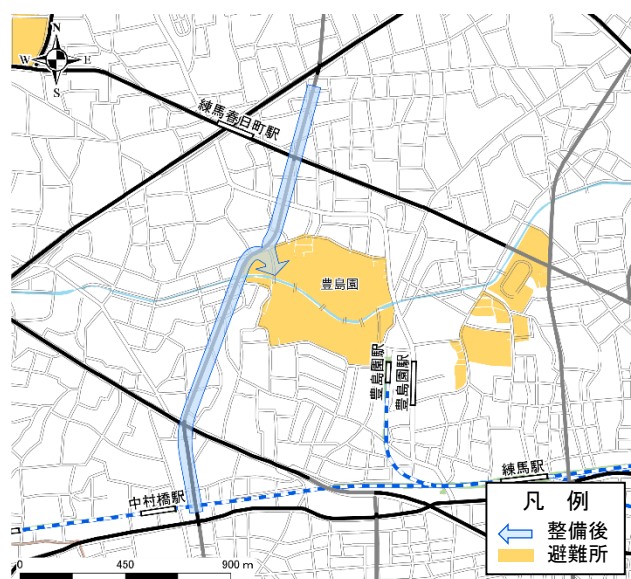 N
W E
S
練馬春日町駅
豊島園
豊島園駅
豊島園駅
練馬駅
中村橋駅
凡 例
整備後
避難所
0 450 900 m